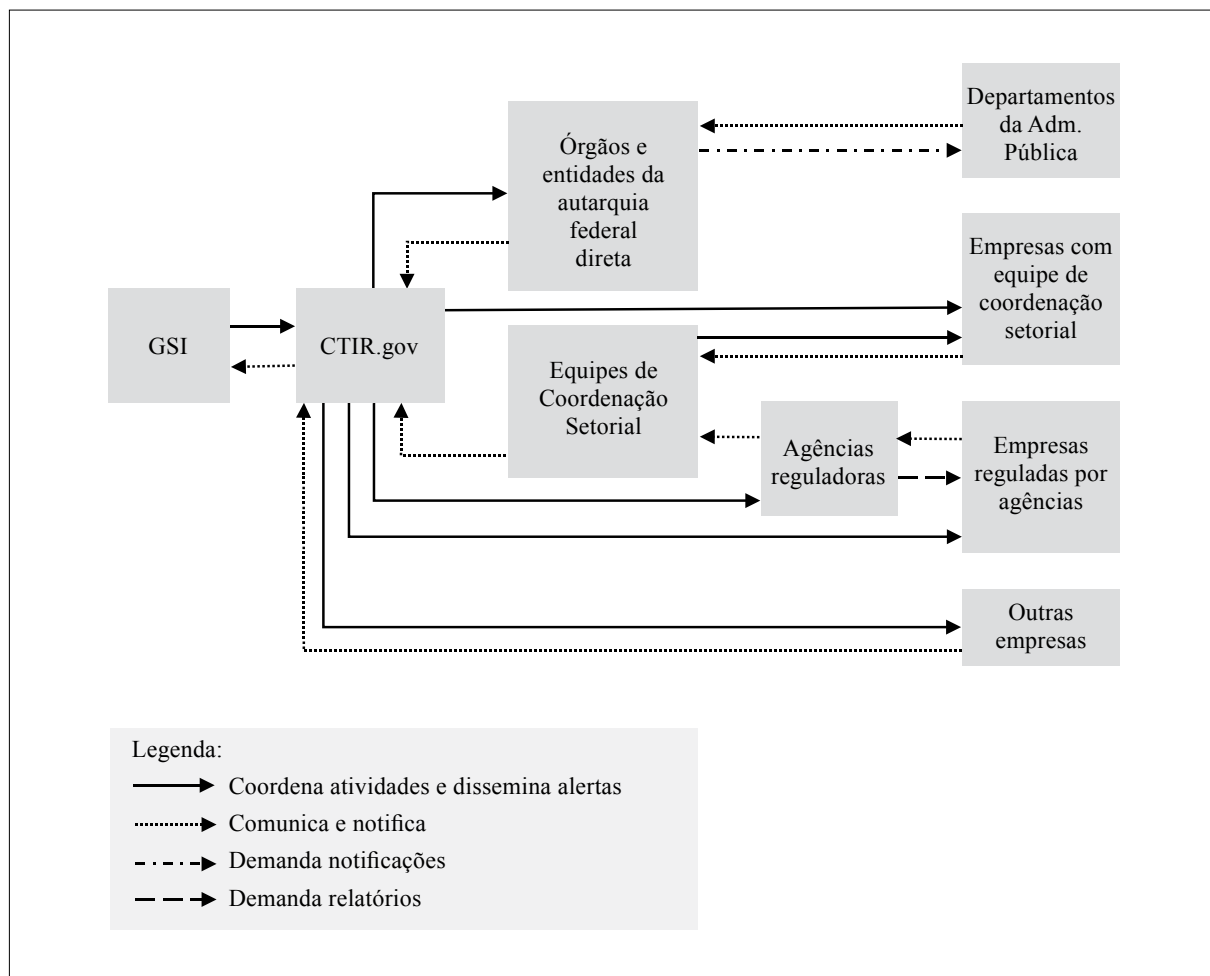 Departamentos
da Adm.
Pública
Órgãos e
entidades da
autarquia
federal
direta
Empresas com
equipe de
coordenação
setorial
GSI
CTIR.gov
Equipes de
Coordenação
Setorial
Agências
reguladoras
Empresas
reguladas por
agências
Outras
empresas
Legenda:
Coordena atividades e dissemina alertas
Comunica e notifica
Demanda notificações
Demanda relatórios